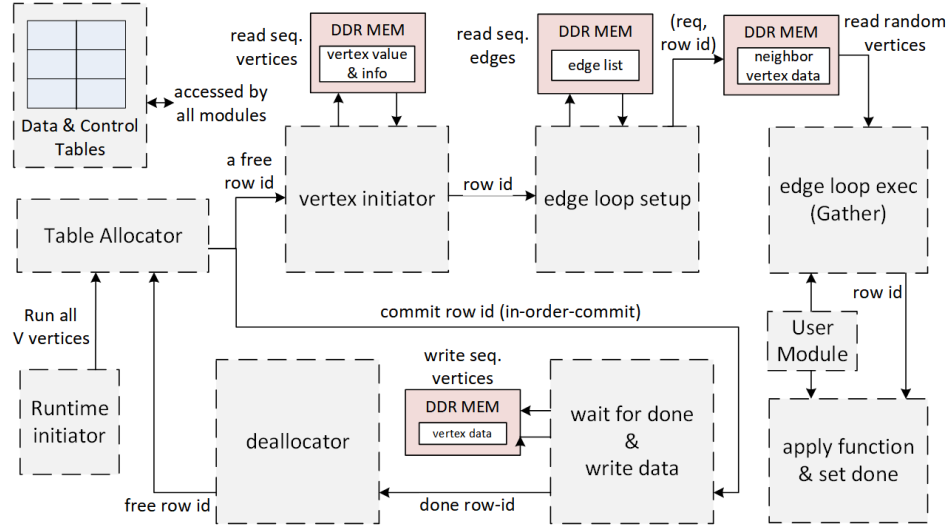 Data & Control
Tables
accessed by
all modules
read seq.
vertices
DDR MEM
vertex value
& info
read seq.
edges
DDR MEM
edge list
(req,
row id)
DDR MEM
neighbor
vertex data
read random
vertices
a free
row id
vertex initiator
row id
edge loop setup
edge loop exec
(Gather)
Table Allocator
Run all
V vertices
commit row id (in-order-commit)
row id
User
Module
Runtime
initiator
deallocator
write seq.
vertices
DDR MEM
vertex data
wait for done
&
write data
apply function
& set done
free row id
done row-id